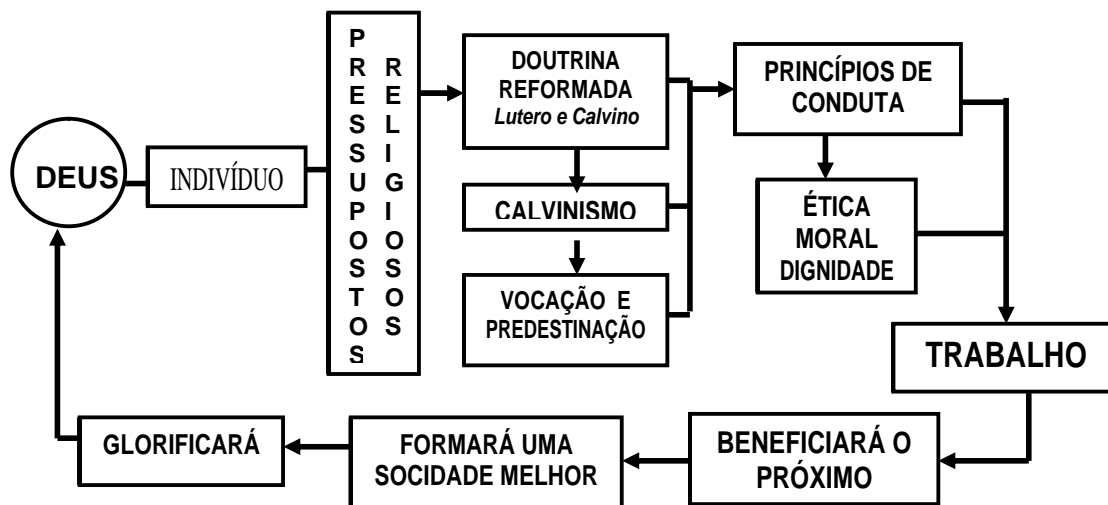 DEUS
INDIVÍDUO
PRESSUPOSTOS
RELIGIOSOS
DOUTRINA
REFORMADA
Lutero e Calvino
CALVINISMO
VOCAÇÃO E
PREDESTINAÇÃO
PRINCÍPIOS DE
CONDUTA
ÉTICA
MORAL
DIGNIDADE
TRABALHO
BENEFICIARÁ O
PRÓXIMO
FORMARÁ UMA
SOCIDADE MELHOR
GLORIFICARÁ